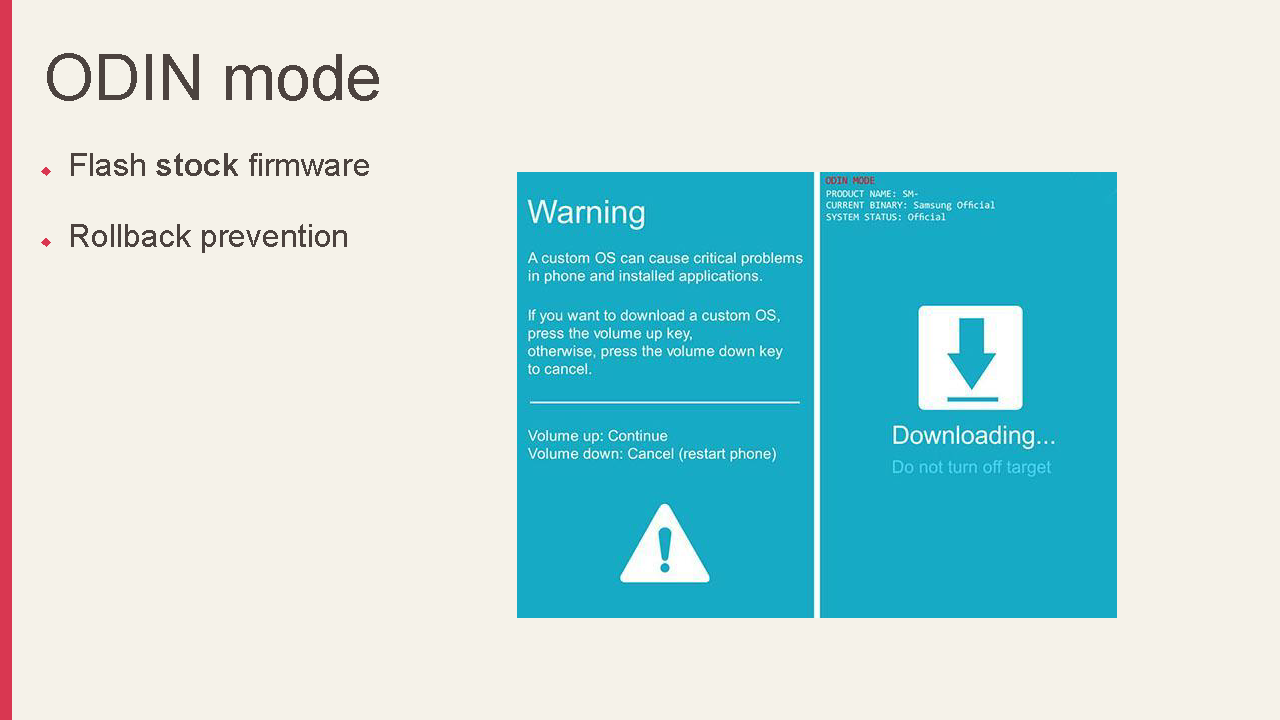 ODIN mode
Flash stock firmware
Rollback prevention
Warning
A custom OS can cause critical problems
in phone and installed applications.
If you want to download a custom OS,
press the volume up key,
otherwise, press the volume down key
to cancel.
Volume up: Continue
Volume down: Cancel (restart phone)
ODIN MODE
PRODUCT NAME: SM-
CURRENT BINARY: Samsung Official
SYSTEM STATUS: Official
Downloading...
Do not turn off target